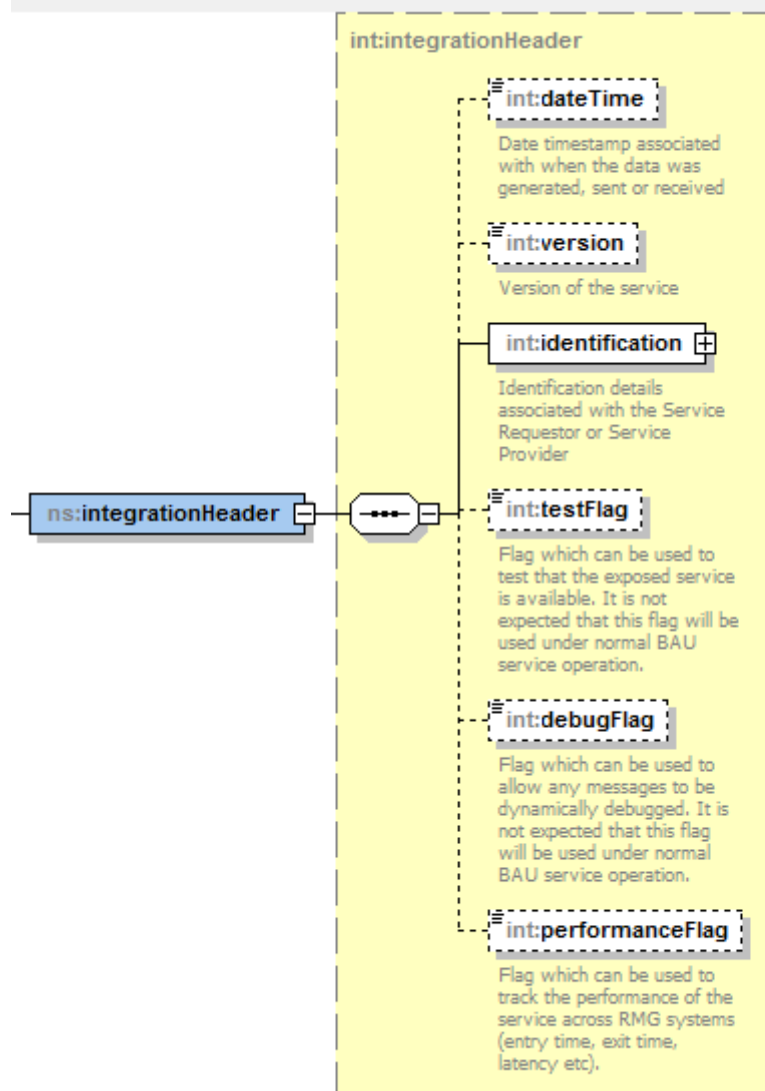 int:integrationHeader
int:dateTime
Date timestamp associated
with when the data was
generated, sent or received
int:version
Version of the service
int:identification
Identification details
associated with the Service
Requestor or Service
Provider
ns:integrationHeader
int:testFlag
Flag which can be used to
test that the exposed service
is available. It is not
expected that this flag will be
used under normal BAU
service operation.
int:debugFlag
Flag which can be used to
allow any messages to be
dynamically debugged. It is
not expected that this flag
will be used under normal
BAU service operation.
int:performanceFlag
Flag which can be used to
track the performance of the
service across RMG systems
(entry time, exit time,
latency etc).